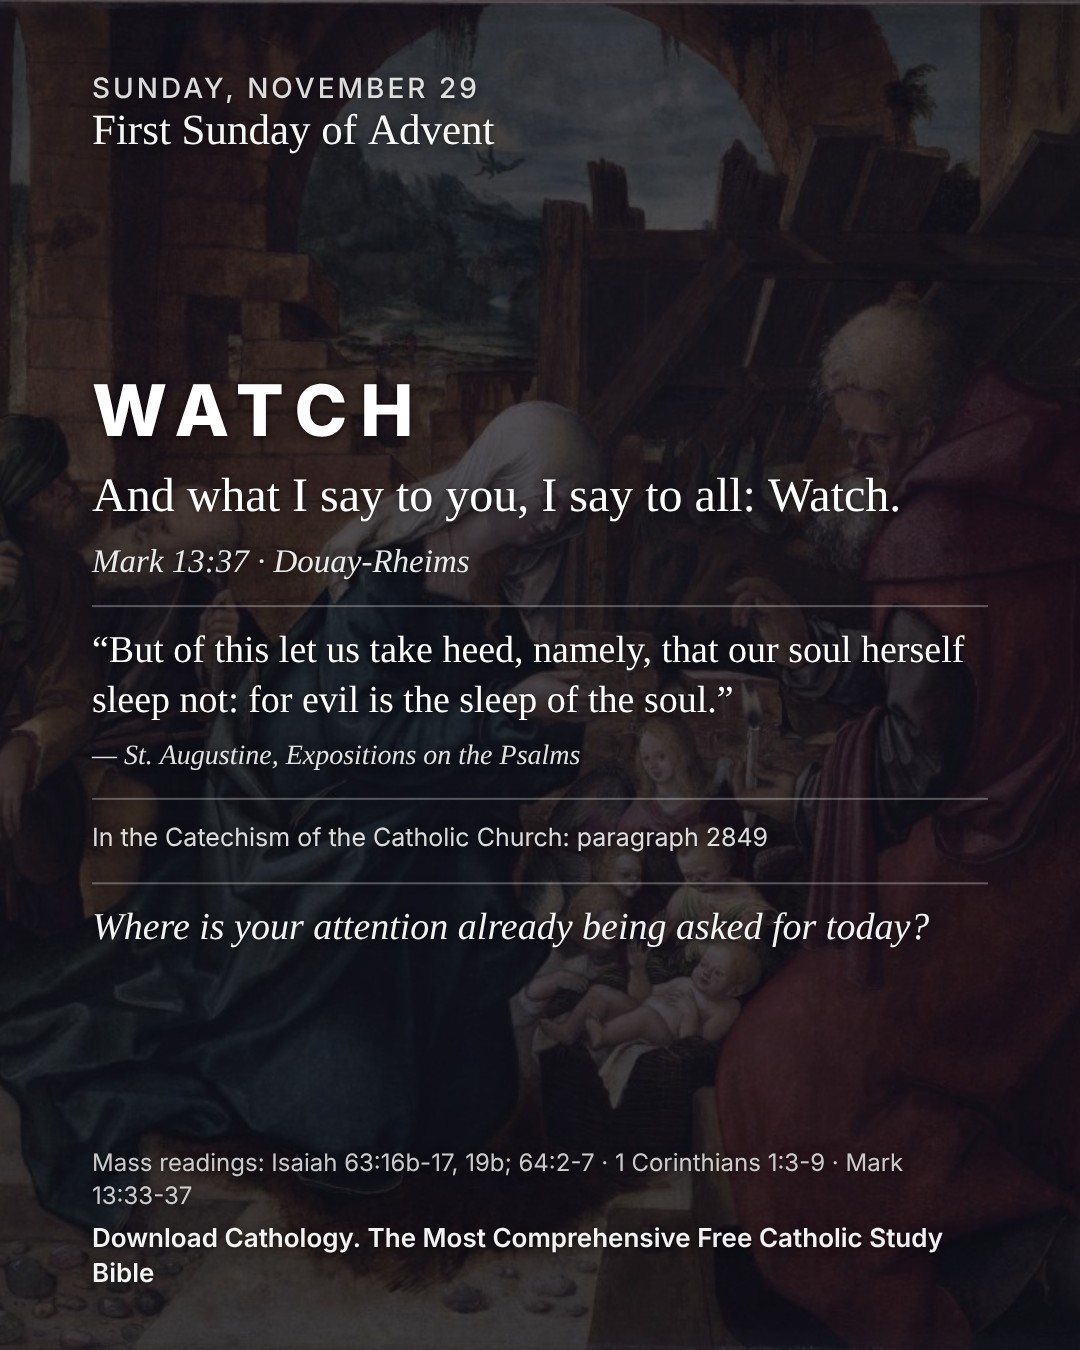 SUNDAY, NOVEMBER 29
First Sunday of Advent
WATCH
And what I say to you, I say to all: Watch.
Mark 13:37 · Douay-Rheims
“But of this let us take heed, namely, that our soul herself
sleep not: for evil is the sleep of the soul.”
— St. Augustine, Expositions on the Psalms
In the Catechism of the Catholic Church: paragraph 2849
Where is your attention already being asked for today?
Mass readings: Isaiah 63:16b-17, 19b; 64:2-7 · 1 Corinthians 1:3-9 · Mark
13:33-37
Download Cathology. The Most Comprehensive Free Catholic Study
Bible